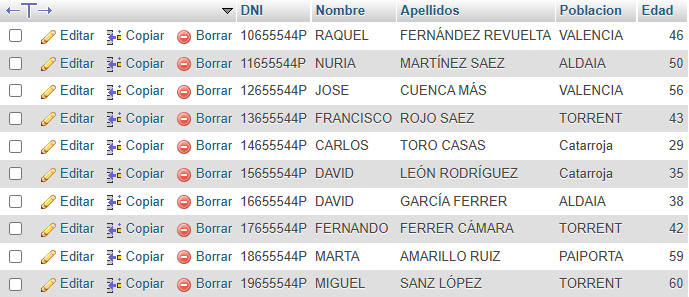 DNI Nombre Apellidos Poblacion Edad
Editar Copiar Borrar 10655544P RAQUEL FERNÁNDEZ REVUELTA VALENCIA 46
Editar Copiar Borrar 11655544P NURIA MARTÍNEZ SAEZ ALDAIA 50
Editar Copiar Borrar 12655544P JOSE CUENCA MÁS VALENCIA 56
Editar Copiar Borrar 13655544P FRANCISCO ROJO SAEZ TORRENT 43
Editar Copiar Borrar 14655544P CARLOS TORO CASAS Catarroja 29
Editar Copiar Borrar 15655544P DAVID LEÓN RODRÍGUEZ Catarroja 35
Editar Copiar Borrar 16655544P DAVID GARCÍA FERRER ALDAIA 38
Editar Copiar Borrar 17655544P FERNANDO FERRER CÁMARA TORRENT 42
Editar Copiar Borrar 18655544P MARTA AMARILLO RUIZ PAIPORTA 59
Editar Copiar Borrar 19655544P MIGUEL SANZ LÓPEZ TORRENT 60